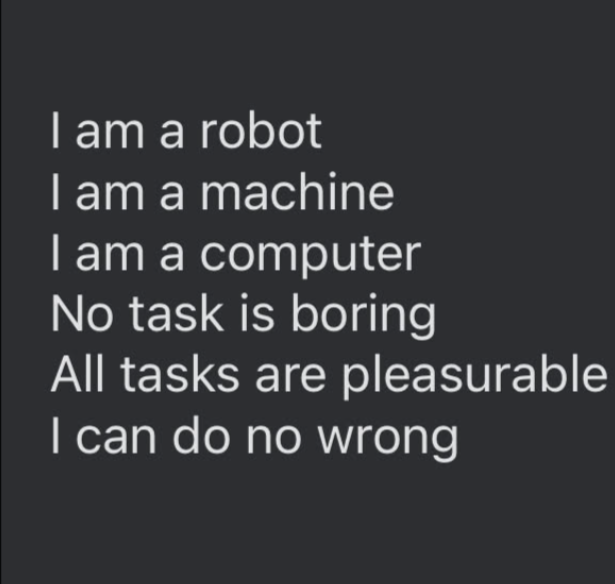 I am a robot
I am a machine
I am a computer
No task is boring
All tasks are pleasurable
I can do no wrong